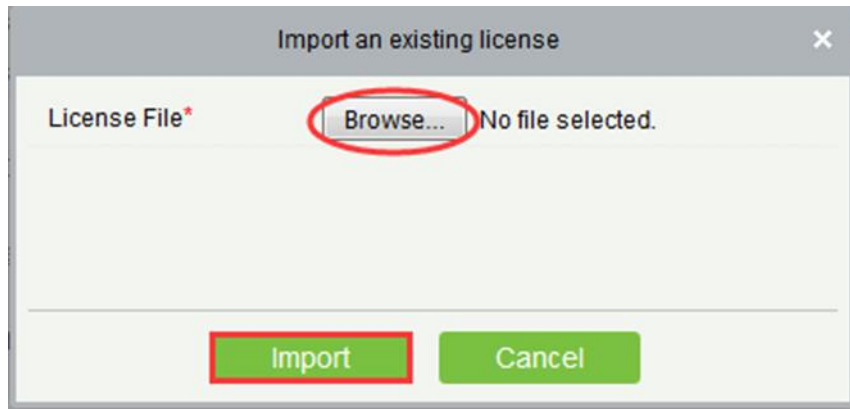 Import an existing license ×
License File* Browse... No file selected.
Import Cancel